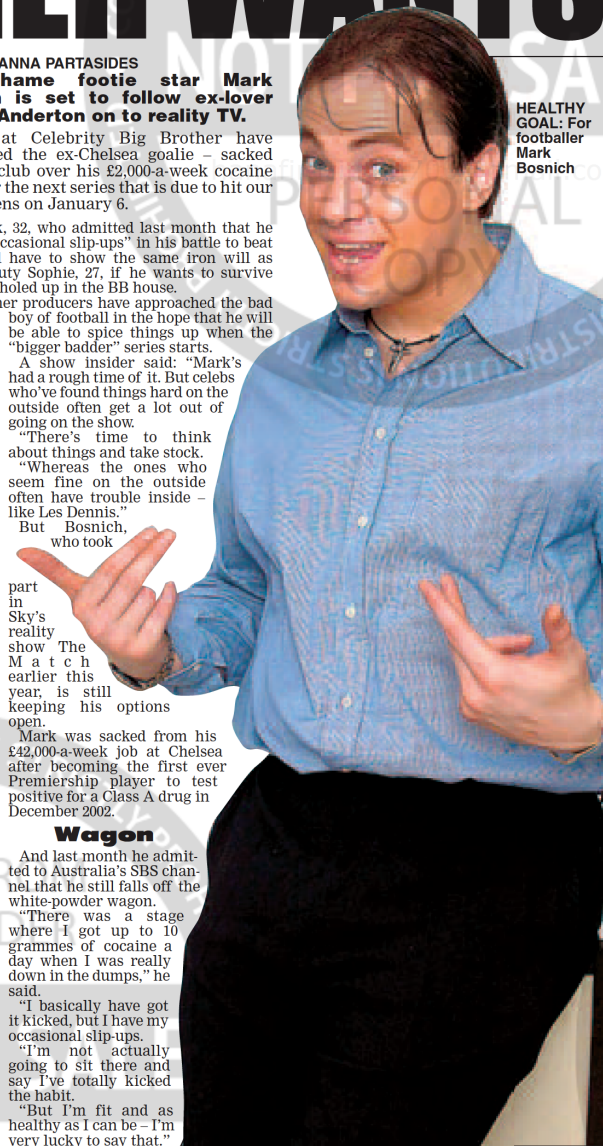 ANNA PARTASIDES
hame footie star Mark
is set to follow ex-lover
Anderton on to reality TV.
at Celebrity Big Brother have
ed the ex-Chelsea goalie – sacked
club over his £2,000-a-week cocaine
the next series that is due to hit our
ens on January 6.
32, who admitted last month that he
occasional slip-ups” in his battle to beat
have to show the same iron will as
uty Sophie, 27, if he wants to survive
holed up in the BB house.
her producers have approached the bad
boy of football in the hope that he will
be able to spice things up when the
“bigger badder” series starts.
A show insider said: “Mark's
had a rough time of it. But celebs
who've found things hard on the
outside often get a lot out of
going on the show.
“There's time to think
about things and take stock.
“Whereas the ones who
seem fine on the outside
often have trouble inside –
like Les Dennis.”
But Bosnich,
who took
part
in
Sky's
reality
show The
Match
earlier this
year, is still
keeping his options
open.
Mark was sacked from his
£42,000-a-week job at Chelsea
after becoming the first ever
Premiership player to test
positive for a Class A drug in
December 2002.
Wagon
And last month he admit-
ted to Australia's SBS chan-
nel that he still falls off the
white-powder wagon.
“There was a stage
where I got up to 10
grammes of cocaine a
day when I was really
down in the dumps,” he
said.
“I basically have got
it kicked, but I have my
occasional slip-ups.
“I'm not actually
going to sit there and
say I've totally kicked
the habit.
“But I'm fit and as
healthy as I can be – I'm
very lucky to say that.”
HEALTHY
GOAL: For
footballer
Mark
Bosnich
NOT
SA
PERSONAL
COPY